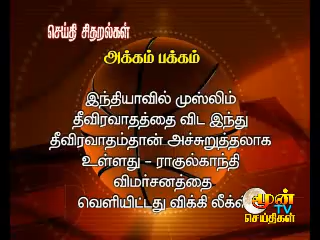 செய்தி சிதறல்கள்
அக்கம் பக்கம்
இந்தியாவில் முஸ்லிம்
தீவிரவாதத்தை விட இந்து
தீவிரவாதம்தான் அச்சுறுத்தலாக
உள்ளது - ராகுல்காந்தி
விமர்சனத்தை
வெளியிட்டது விக்கி லீக்ஸ்
மூன்
TV
செய்திகள்